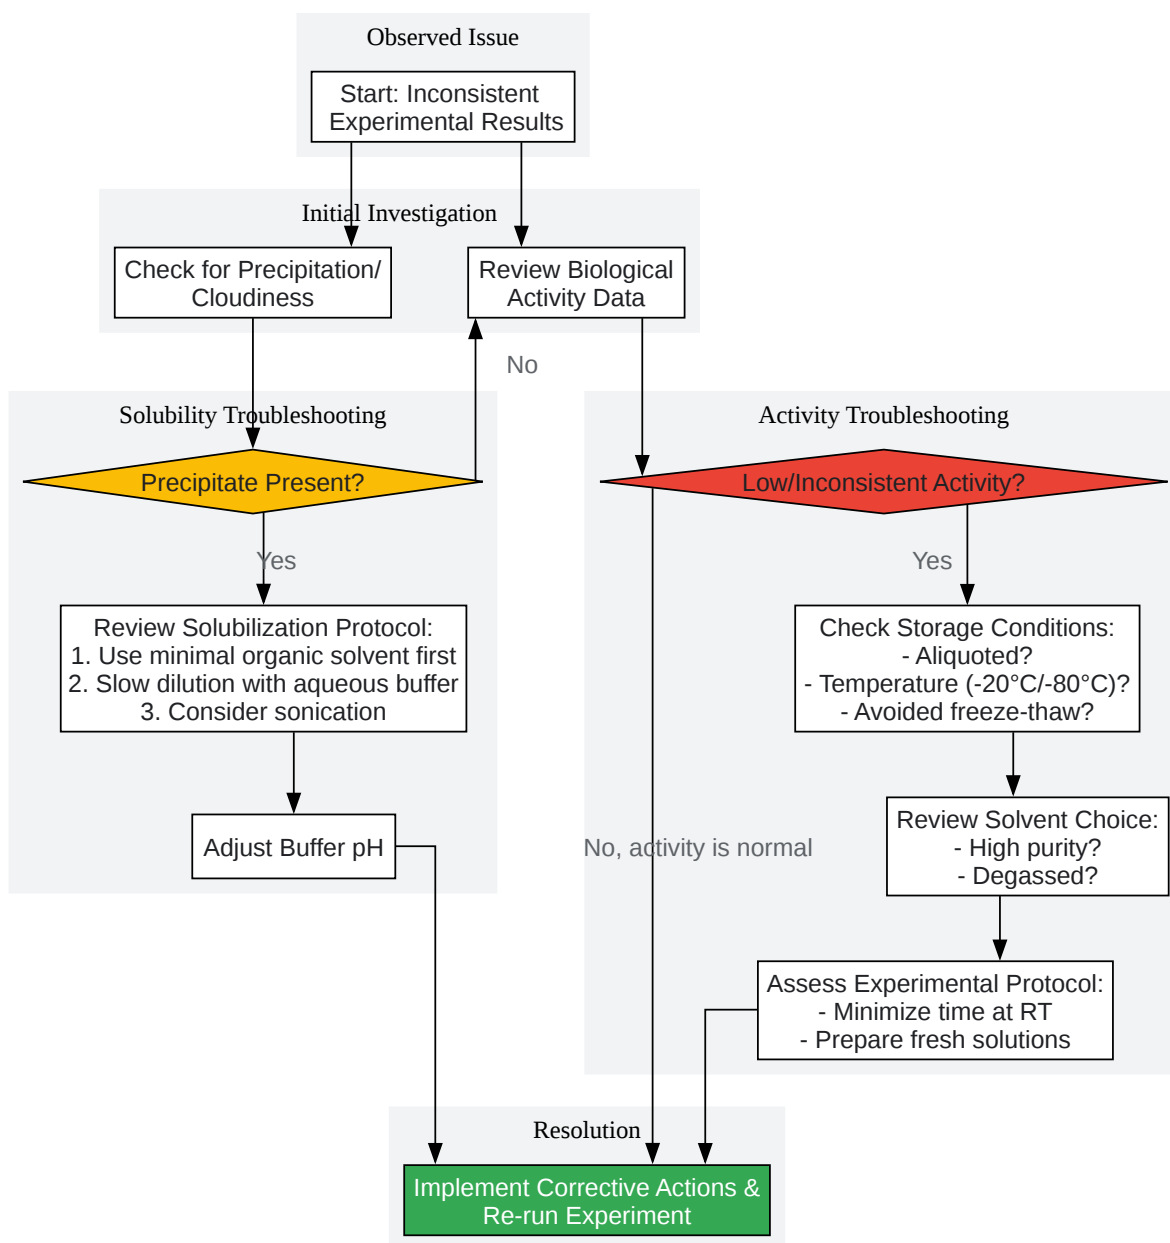 Observed Issue
Start: Inconsistent
Experimental Results
Initial Investigation
Check for Precipitation/
Cloudiness
Review Biological
Activity Data
No
Solubility Troubleshooting
Precipitate Present?
Yes
Review Solubilization Protocol:
1. Use minimal organic solvent first
2. Slow dilution with aqueous buffer
3. Consider sonication
Adjust Buffer pH
Activity Troubleshooting
Low/Inconsistent Activity?
Yes
Check Storage Conditions:
- Aliquoted?
- Temperature (-20°C/-80°C)?
- Avoided freeze-thaw?
Review Solvent Choice:
- High purity?
- Degassed?
No, activity is normal
Assess Experimental Protocol:
- Minimize time at RT
- Prepare fresh solutions
Resolution
Implement Corrective Actions &
Re-run Experiment